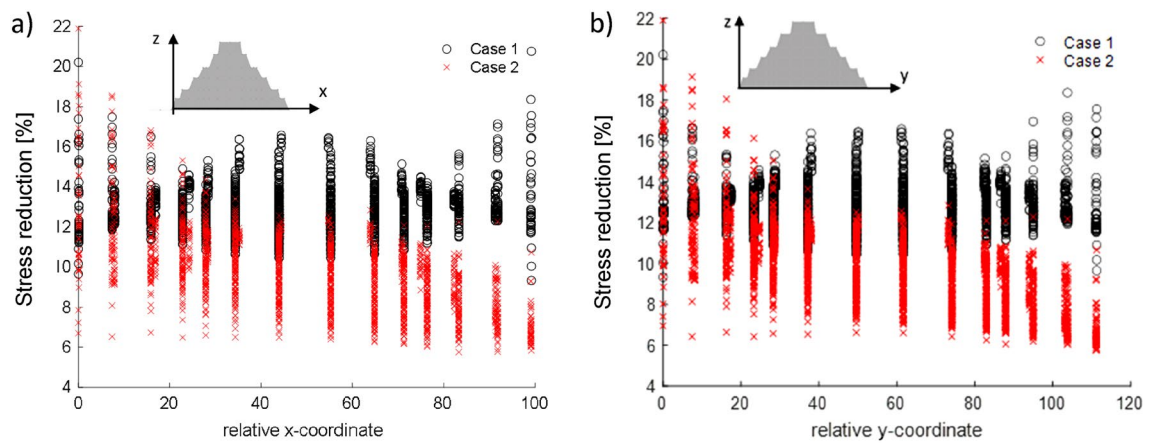 a)
22
20
18
16
14
12
10
8
6
4
Stress reduction [%]
z
x
Case 1
Case 2
0
20
40
60
80
100
relative x-coordinate
b)
22
20
18
16
14
12
10
8
6
4
Stress reduction [%]
z
y
Case 1
Case 2
0
20
40
60
80
100
120
relative y-coordinate